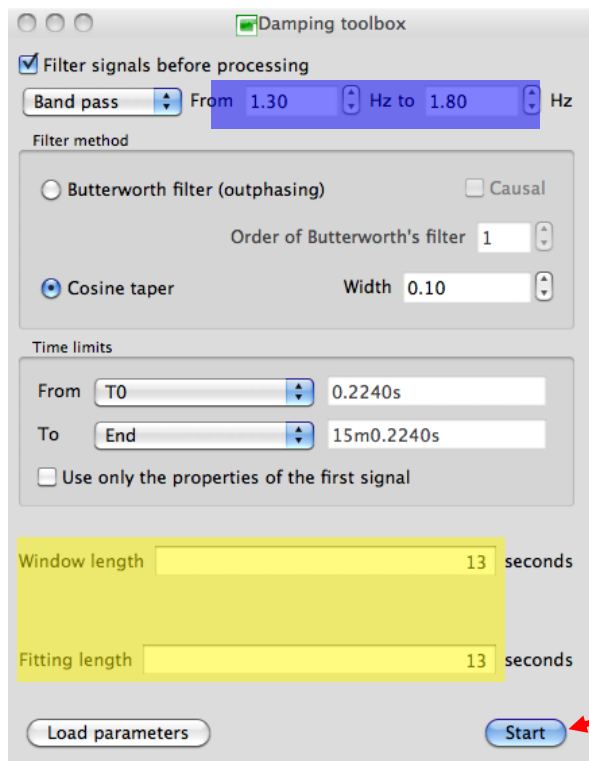 Damping toolbox
Filter signals before processing
Band pass From 1.30 Hz to 1.80 Hz
Filter method
Butterworth filter (outphasing) Causal
Order of Butterworth's filter 1
Cosine taper Width 0.10
Time limits
From T0 0.2240s
To End 15m0.2240s
Use only the properties of the first signal
Window length 13 seconds
Fitting length 13 seconds
Load parameters Start